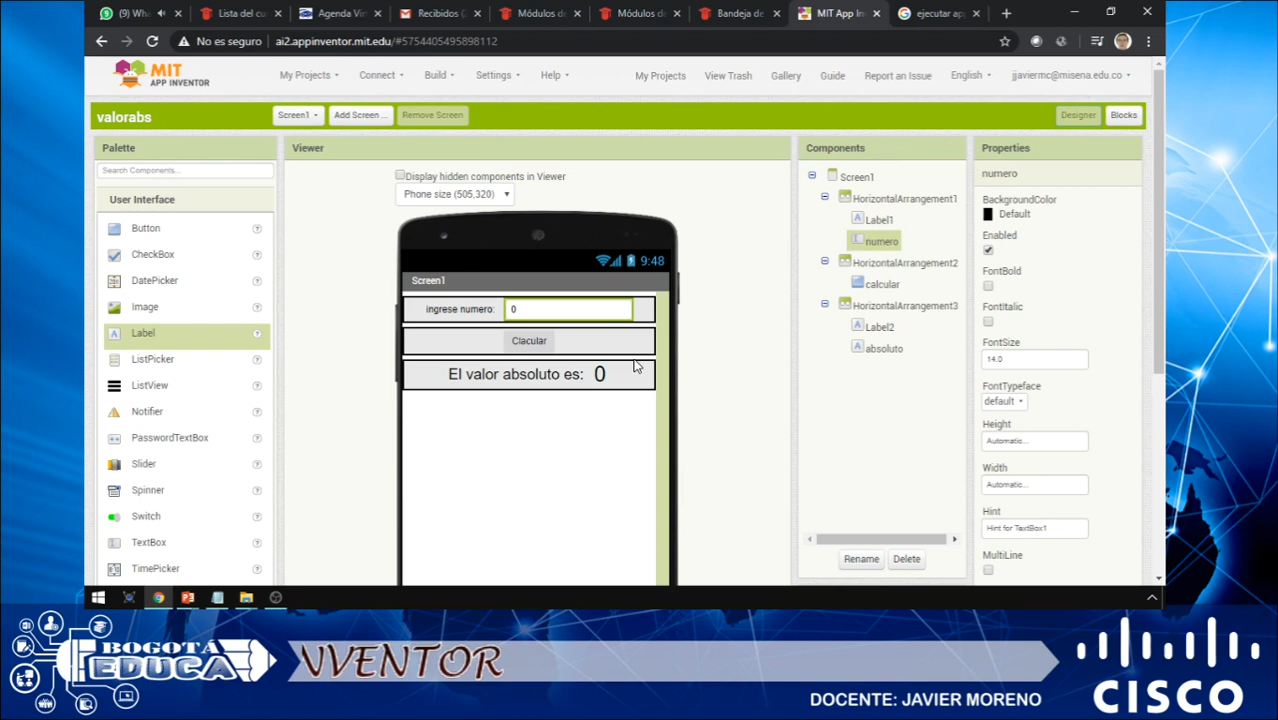 (9) Wha
Lista del cu
Agenda Vir
Recibidos (
Módulos de
Módulos de
Bandeja de
MIT App In
ejecutar ap
No es seguro ai2.appinventor.mit.edu/#5754405495898112
MIT
APP INVENTOR
My Projects
Connect
Build
Settings
Help
My Projects
View Trash
Gallery
Guide
Report an Issue
English
jjaviermc@misena.edu.co
valorabs
Screen1
Add Screen ...
Remove Screen
Designer
Blocks
Palette
Search Components...
User Interface
Button
CheckBox
DatePicker
Image
Label
ListPicker
ListView
Notifier
PasswordTextBox
Slider
Spinner
Switch
TextBox
TimePicker
Viewer
Display hidden components in Viewer
Phone size (505,320)
9:48
Screen1
ingrese numero: 0
Clacular
El valor absoluto es: 0
Components
Screen1
HorizontalArrangement1
Label1
numero
HorizontalArrangement2
calcular
HorizontalArrangement3
Label2
absoluto
Rename
Delete
Properties
numero
BackgroundColor
Default
Enabled
FontBold
FontItalic
FontSize
14.0
FontTypeface
default
Height
Automatic...
Width
Automatic...
Hint
Hint for TextBox1
MultiLine
BOGOTÁ
EDUCA
VVENTOR
DOCENTE: JAVIER MORENO
CISCO